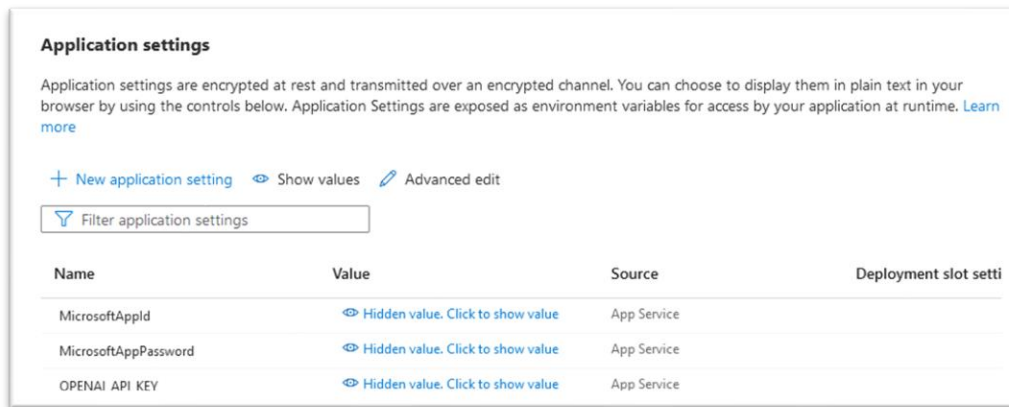 Application settings
Application settings are encrypted at rest and transmitted over an encrypted channel. You can choose to display them in plain text in your
browser by using the controls below. Application Settings are exposed as environment variables for access by your application at runtime. Learn
more
New application setting Show values Advanced edit
Filter application settings
Name Value Source Deployment slot setti
MicrosoftAppId Hidden value. Click to show value App Service
MicrosoftAppPassword Hidden value. Click to show value App Service
OPENAI_API_KEY Hidden value. Click to show value App Service